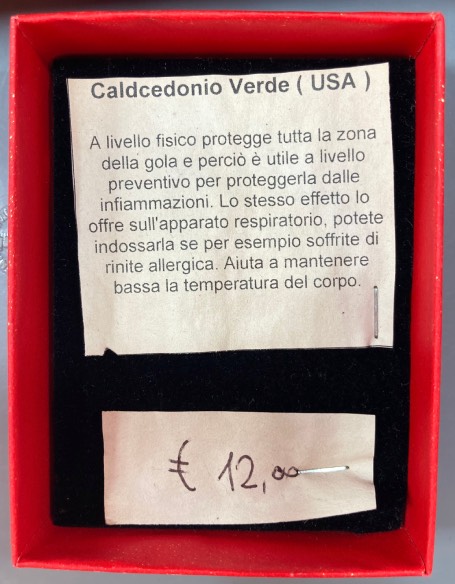 Caldcedonio Verde ( USA )
A livello fisico protegge tutta la zona
della gola e perciò è utile a livello
preventivo per proteggerla dalle
infiammazioni. Lo stesso effetto lo
offre sull'apparato respiratorio, potete
indossarla se per esempio soffrite di
rinite allergica. Aiuta a mantenere
bassa la temperatura del corpo.
€ 12,00